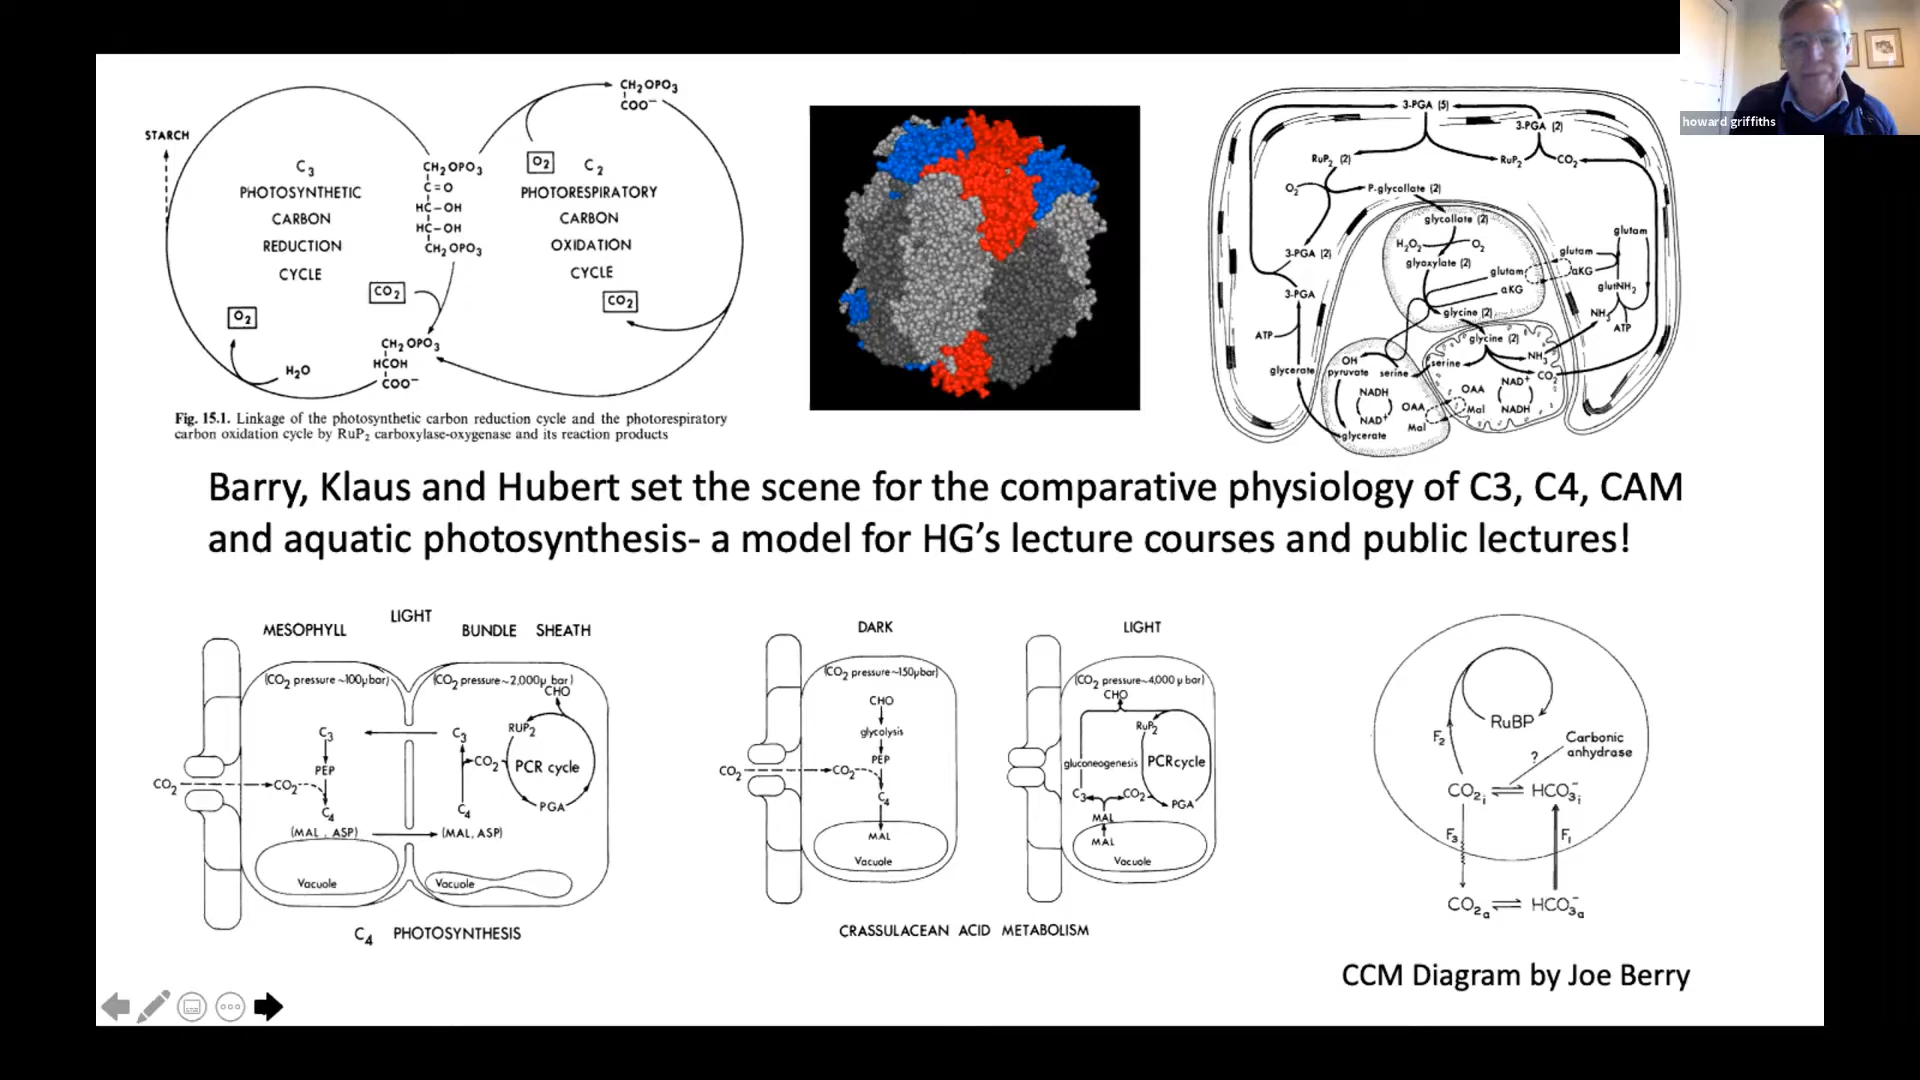 howard griffiths
STARCH
C3
PHOTOSYNTHETIC
CARBON
REDUCTION
CYCLE
O2
H2O
CH2OPO3
C=O
HC-OH
HC-OH
CH2OPO3
CO2
CH2OPO3
HCOH
COO-
CH2OPO3
COO-
O2
C2
PHOTORESPIRATORY
CARBON
OXIDATION
CYCLE
CO2
Fig. 15.1. Linkage of the photosynthetic carbon reduction cycle and the photorespiratory
carbon oxidation cycle by RuP2 carboxylase-oxygenase and its reaction products
3-PGA (5)
3-PGA (2)
RuP2 (2)
RuP2
CO2
O2
P-glycollate (2)
glycollate (2)
H2O2
O2
glyoxylate (2)
3-PGA (2)
glutam
glutam
glutam
αKG
αKG
glutNH2
3-PGA
glycine (2)
NH3
ATP
ATP
glycine (2)
NH3
CO2
OH
pyruvate
serine
serine
glycerate
NADH
NAD+
OAA
Mal
OAA
Mal
NAD+
NADH
glycerate
Barry, Klaus and Hubert set the scene for the comparative physiology of C3, C4, CAM
and aquatic photosynthesis- a model for HG’s lecture courses and public lectures!
LIGHT
MESOPHYLL
BUNDLE SHEATH
(CO2 pressure~100μbar)
(CO2 pressure~2,000μ bar)
CHO
C3
C3
RUP2
PEP
CO2
PCR cycle
CO2
CO2
C4
C4
PGA
(MAL, ASP)
(MAL, ASP)
Vacuole
Vacuole
C4 PHOTOSYNTHESIS
DARK
(CO2 pressure~150μbar)
CHO
glycolysis
PEP
CO2
CO2
C4
MAL
Vacuole
LIGHT
(CO2 pressure~4,000 μ bar)
CHO
RuP2
gluconeogenesis
PCR cycle
C3
CO2
PGA
MAL
MAL
Vacuole
CRASSULACEAN ACID METABOLISM
RuBP
F2
Carbonic
anhydrase
?
CO2i
HCO3i-
F3
F1
CO2a
HCO3a-
CCM Diagram by Joe Berry